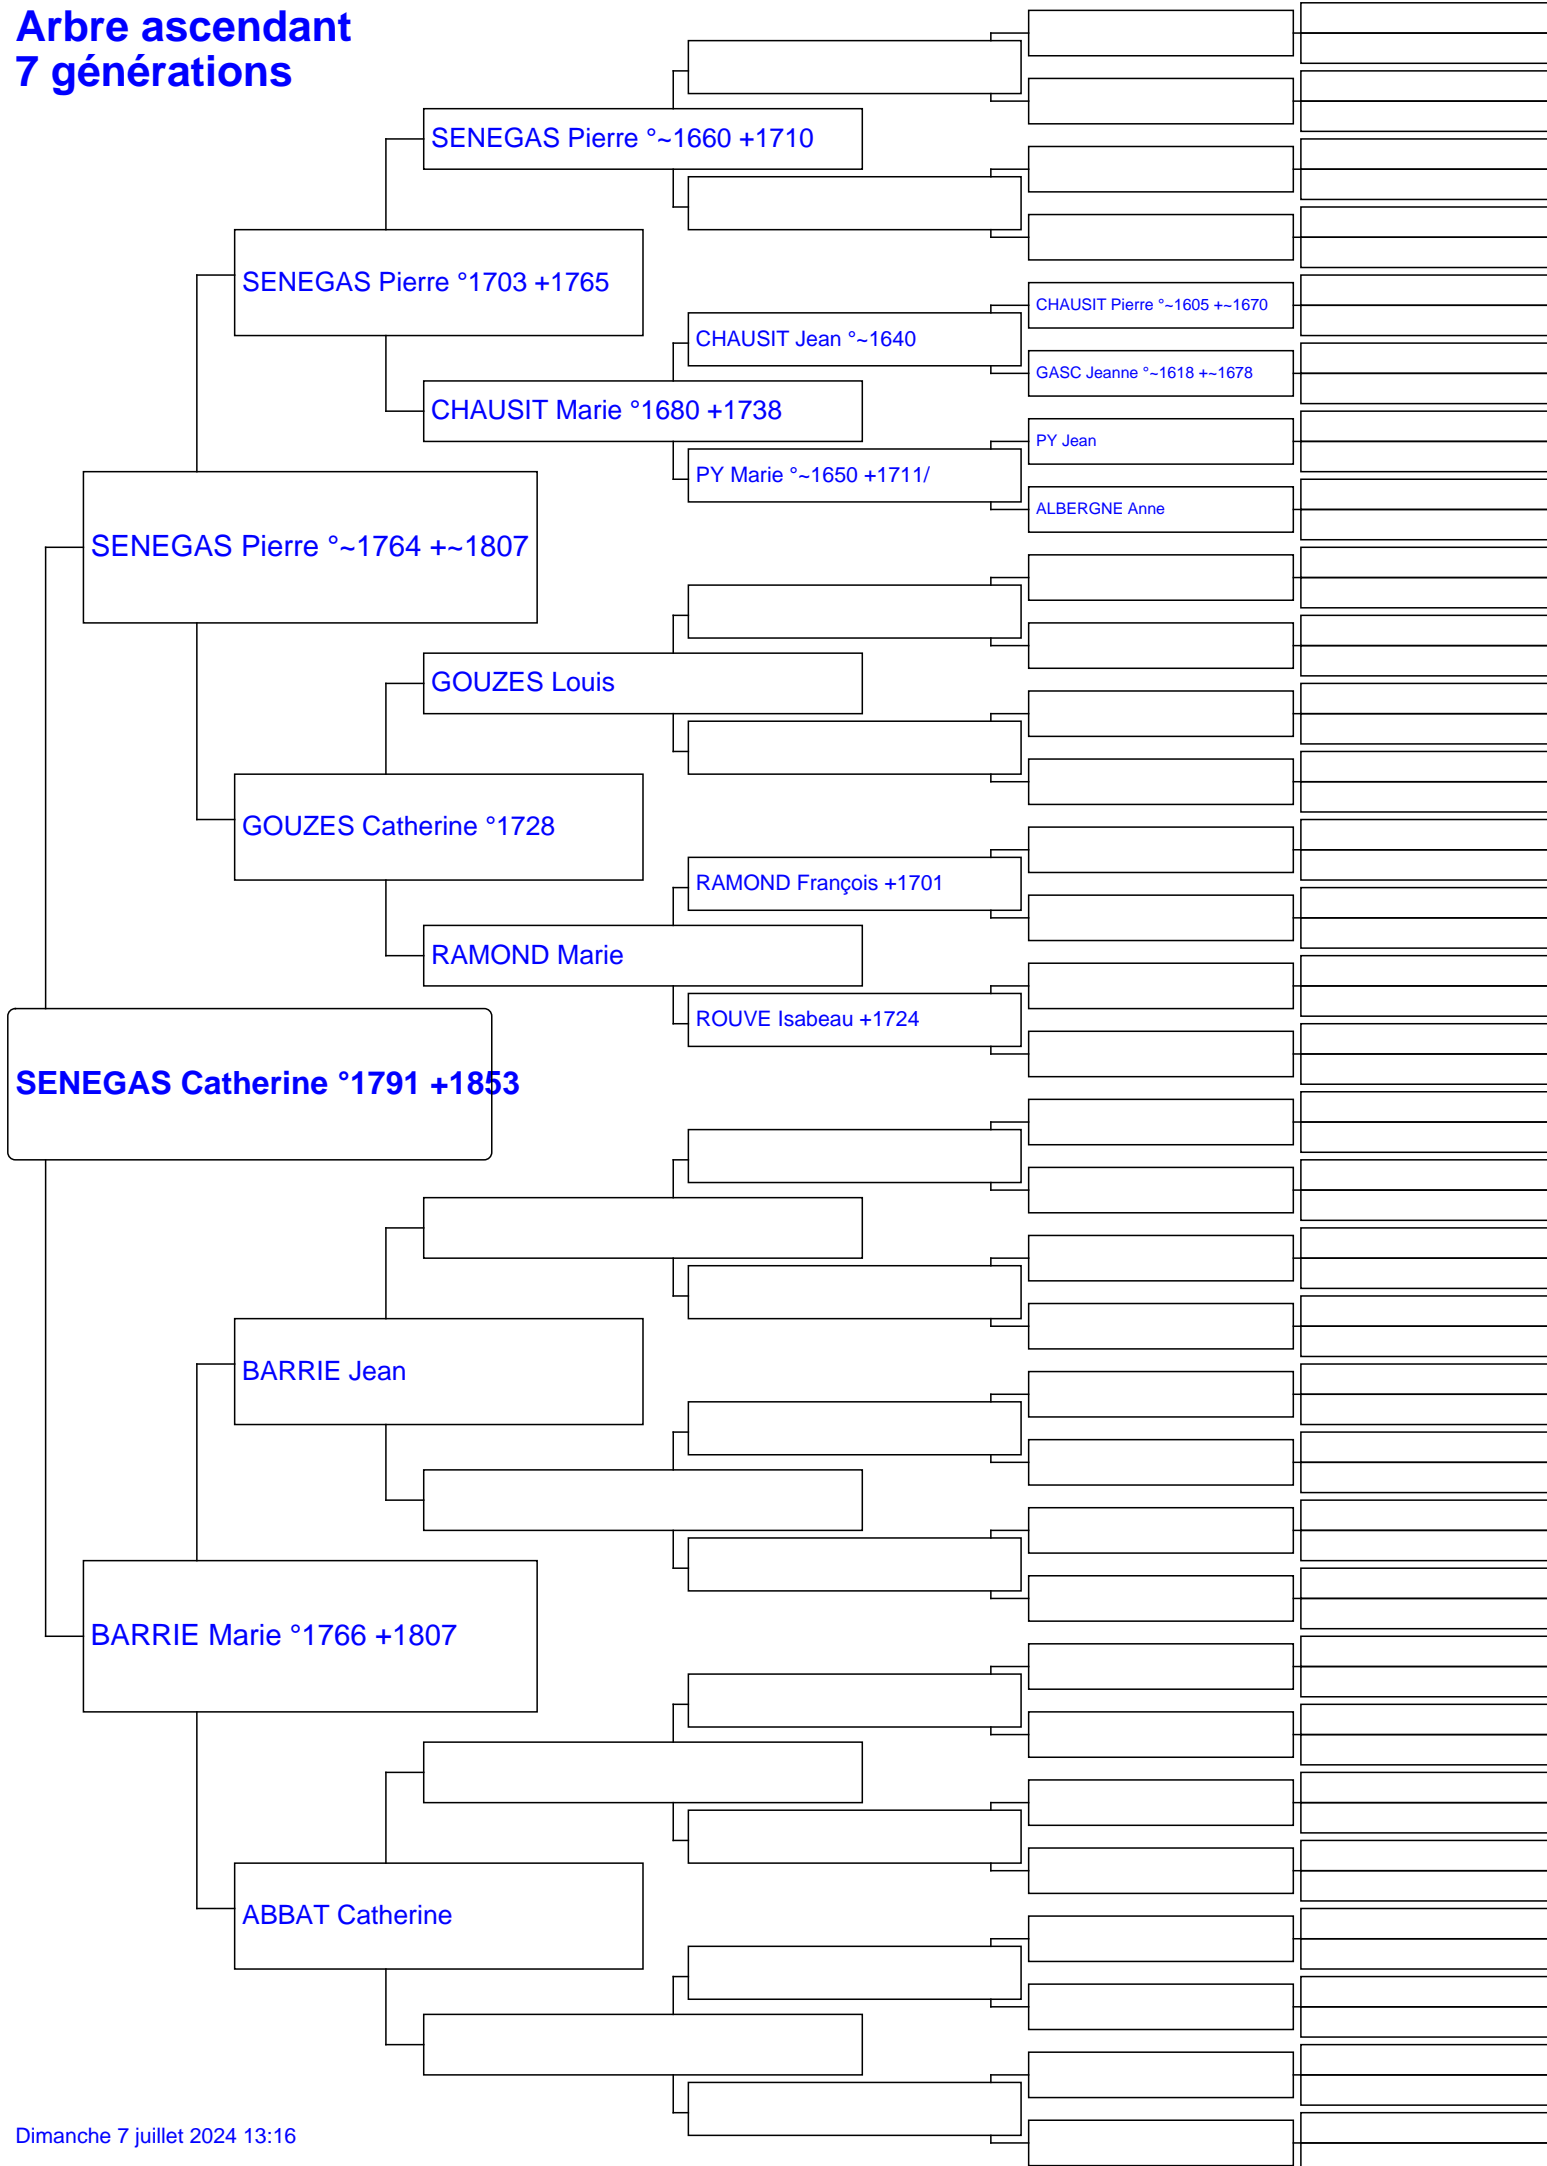 Arbre ascendant
7 générations
SENEGAS Pierre °~1660 +1710
SENEGAS Pierre °1703 +1765
CHAUSIT Pierre °~1605 +~1670
CHAUSIT Jean °~1640
GASC Jeanne °~1618 +~1678
CHAUSIT Marie °1680 +1738
PY Jean
PY Marie °~1650 +1711/
ALBERGNE Anne
SENEGAS Pierre °~1764 +~1807
GOUZES Louis
GOUZES Catherine °1728
RAMOND François +1701
RAMOND Marie
ROUVE Isabeau +1724
SENEGAS Catherine °1791 +1853
BARRIE Jean
BARRIE Marie °1766 +1807
ABBAT Catherine
Dimanche 7 juillet 2024 13:16